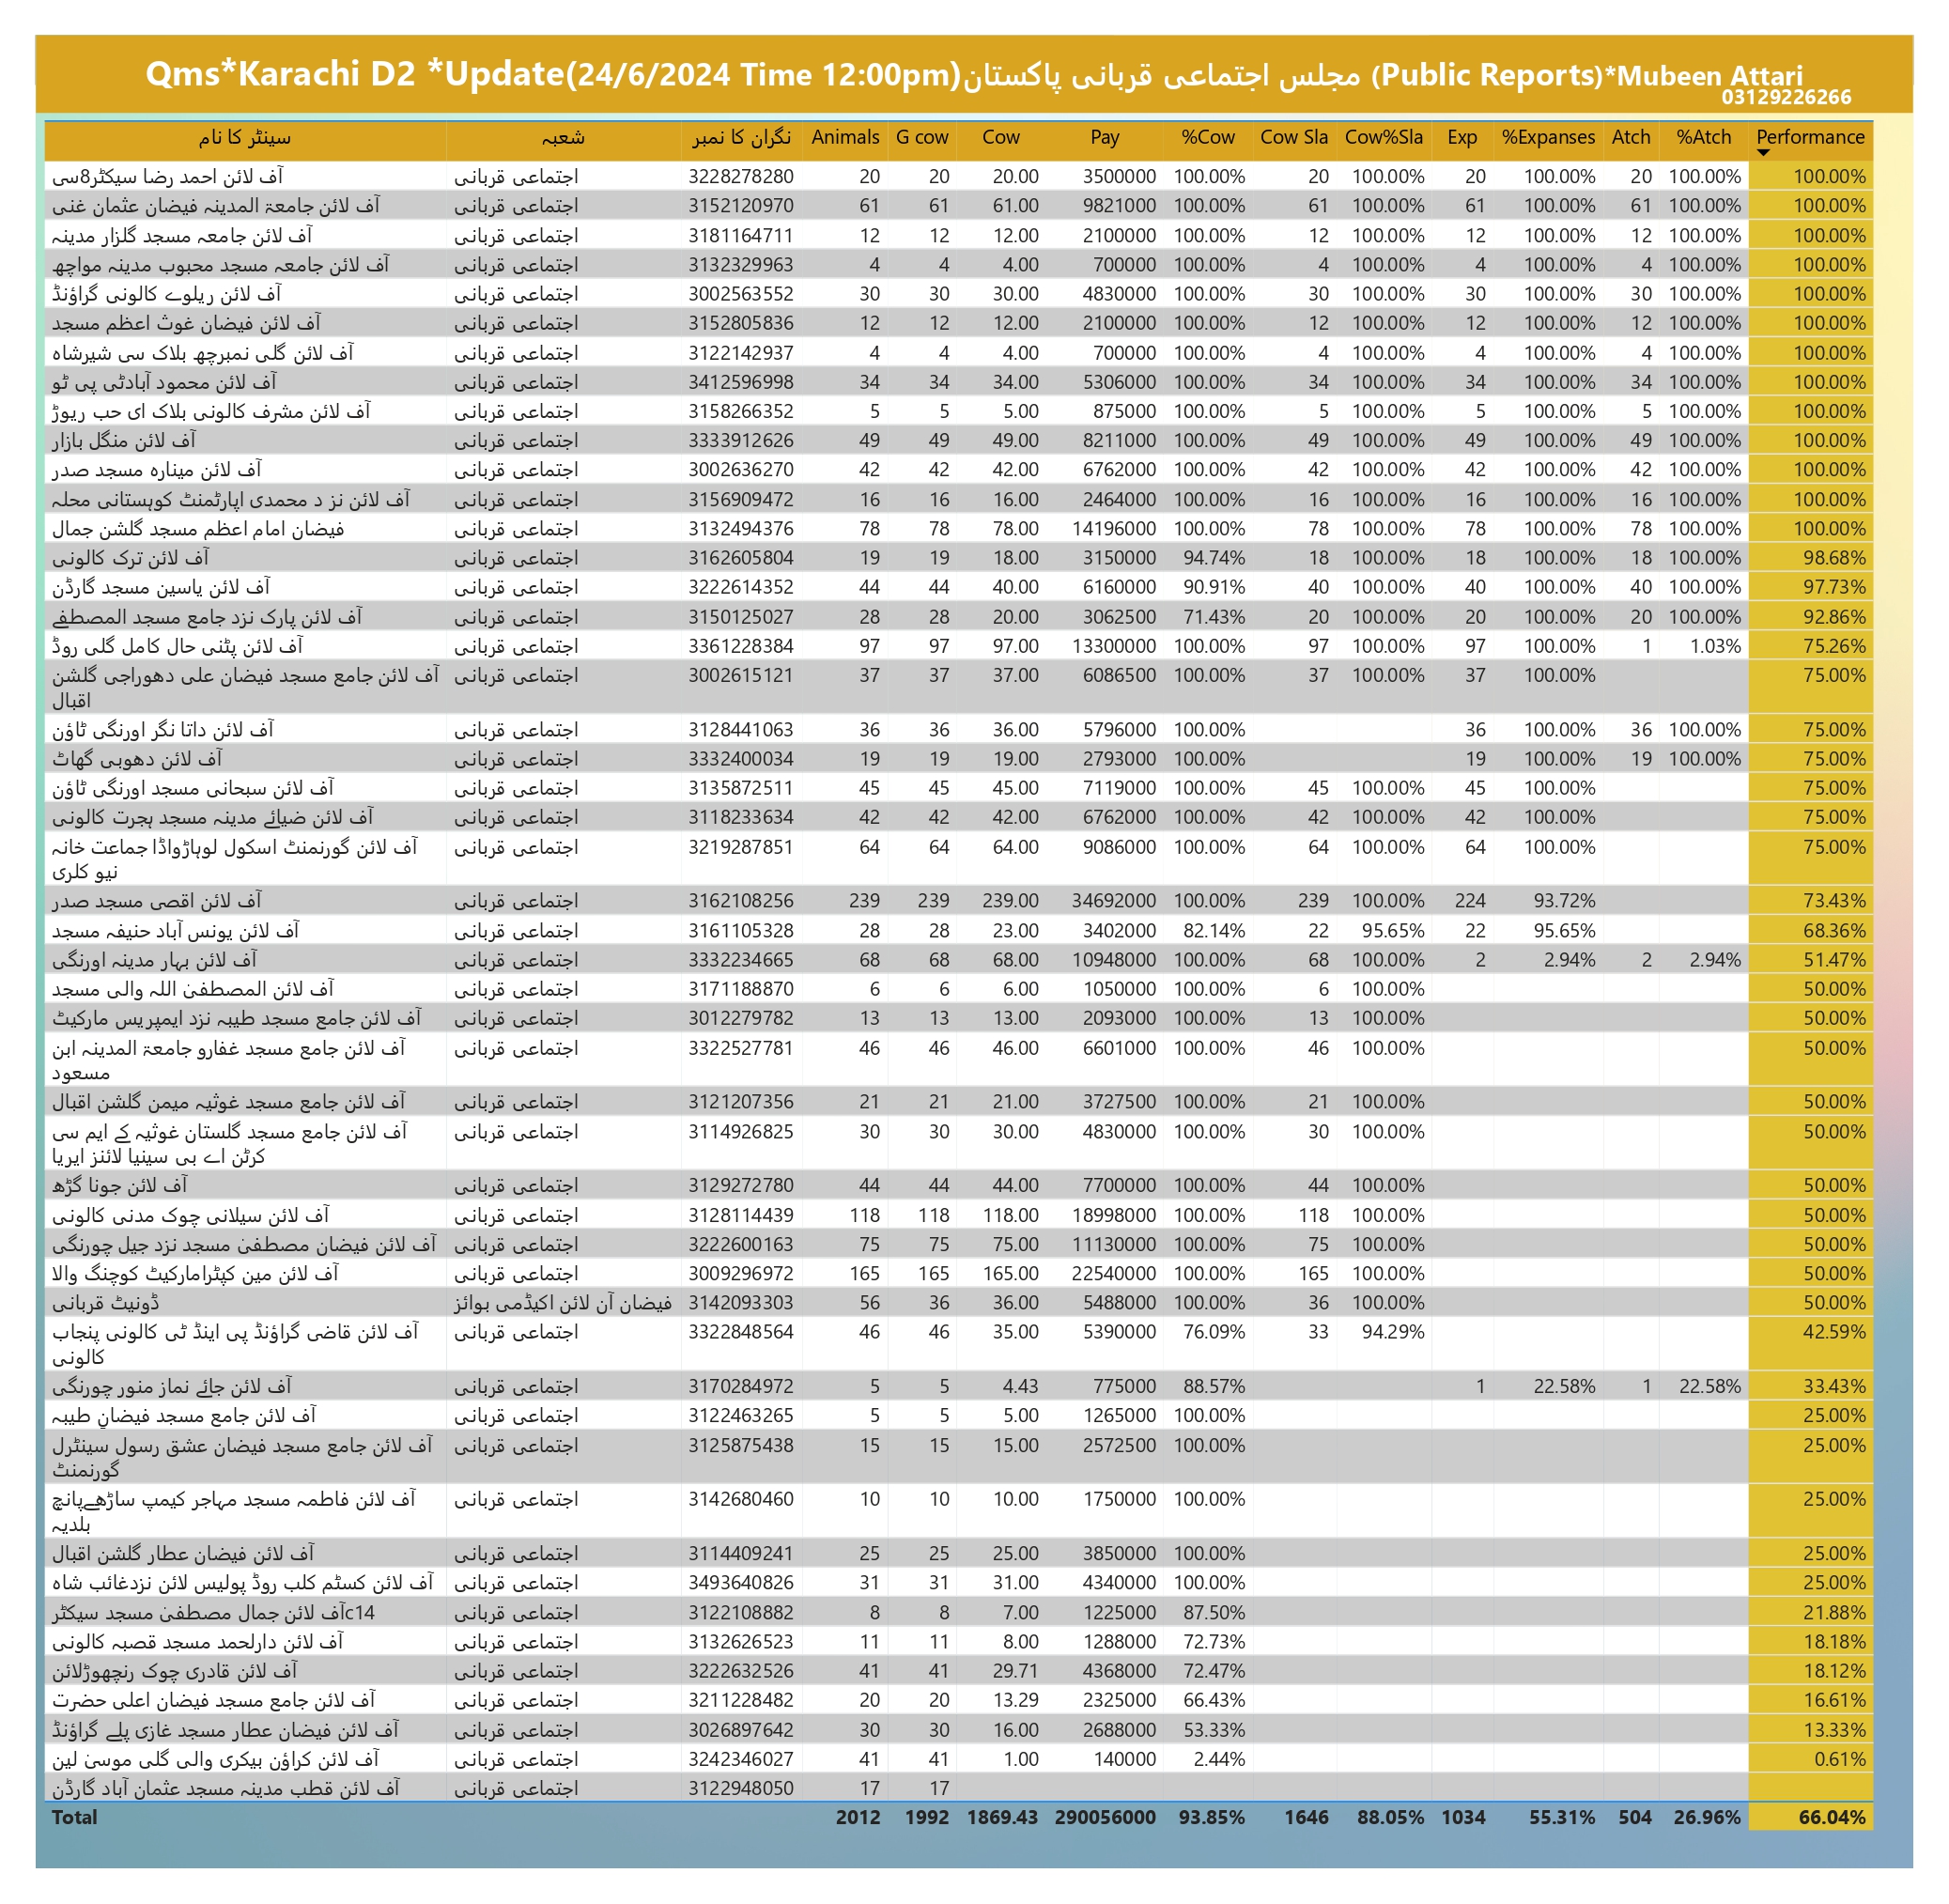 Qms*Karachi D2 *Update(24/6/2024 Time 12:00pm)مجلس اجتماعی قربانی پاکستان (Public Reports)*Mubeen Attari
03129226266
سینٹر کا نام شعبہ نگران کا نمبر Animals G cow Cow Pay %Cow Cow Sla Cow%Sla Exp %Expanses Atch %Atch Performance
آف لائن احمد رضا سیکٹر8سی اجتماعی قربانی 3228278280 20 20 20.00 3500000 100.00% 20 100.00% 20 100.00% 20 100.00% 100.00%
آف لائن جامعۃ المدینہ فیضان عثمان غنی اجتماعی قربانی 3152120970 61 61 61.00 9821000 100.00% 61 100.00% 61 100.00% 61 100.00% 100.00%
آف لائن جامعہ مسجد گلزار مدینہ اجتماعی قربانی 3181164711 12 12 12.00 2100000 100.00% 12 100.00% 12 100.00% 12 100.00% 100.00%
آف لائن جامعہ مسجد محبوب مدینہ مواچھ اجتماعی قربانی 3132329963 4 4 4.00 700000 100.00% 4 100.00% 4 100.00% 4 100.00% 100.00%
آف لائن ریلوے کالونی گراؤنڈ اجتماعی قربانی 3002563552 30 30 30.00 4830000 100.00% 30 100.00% 30 100.00% 30 100.00% 100.00%
آف لائن فیضان غوث اعظم مسجد اجتماعی قربانی 3152805836 12 12 12.00 2100000 100.00% 12 100.00% 12 100.00% 12 100.00% 100.00%
آف لائن گلی نمبرچھ بلاک سی شیرشاہ اجتماعی قربانی 3122142937 4 4 4.00 700000 100.00% 4 100.00% 4 100.00% 4 100.00% 100.00%
آف لائن محمود آبادٹی پی ٹو اجتماعی قربانی 3412596998 34 34 34.00 5306000 100.00% 34 100.00% 34 100.00% 34 100.00% 100.00%
آف لائن مشرف کالونی بلاک ای حب ریوڑ اجتماعی قربانی 3158266352 5 5 5.00 875000 100.00% 5 100.00% 5 100.00% 5 100.00% 100.00%
آف لائن منگل بازار اجتماعی قربانی 3333912626 49 49 49.00 8211000 100.00% 49 100.00% 49 100.00% 49 100.00% 100.00%
آف لائن مینارہ مسجد صدر اجتماعی قربانی 3002636270 42 42 42.00 6762000 100.00% 42 100.00% 42 100.00% 42 100.00% 100.00%
آف لائن نز د محمدی اپارٹمنٹ کوہستانی محلہ اجتماعی قربانی 3156909472 16 16 16.00 2464000 100.00% 16 100.00% 16 100.00% 16 100.00% 100.00%
فیضان امام اعظم مسجد گلشن جمال اجتماعی قربانی 3132494376 78 78 78.00 14196000 100.00% 78 100.00% 78 100.00% 78 100.00% 100.00%
آف لائن ترک کالونی اجتماعی قربانی 3162605804 19 19 18.00 3150000 94.74% 18 100.00% 18 100.00% 18 100.00% 98.68%
آف لائن یاسین مسجد گارڈن اجتماعی قربانی 3222614352 44 44 40.00 6160000 90.91% 40 100.00% 40 100.00% 40 100.00% 97.73%
آف لائن پارک نزد جامع مسجد المصطفے اجتماعی قربانی 3150125027 28 28 20.00 3062500 71.43% 20 100.00% 20 100.00% 20 100.00% 92.86%
آف لائن پٹنی حال کامل گلی روڈ اجتماعی قربانی 3361228384 97 97 97.00 13300000 100.00% 97 100.00% 97 100.00% 1 1.03% 75.26%
آف لائن جامع مسجد فیضان علی دھوراجی گلشن اجتماعی قربانی 3002615121 37 37 37.00 6086500 100.00% 37 100.00% 37 100.00% 75.00%
اقبال
آف لائن داتا نگر اورنگی ٹاؤن اجتماعی قربانی 3128441063 36 36 36.00 5796000 100.00% 36 100.00% 36 100.00% 75.00%
آف لائن دھوبی گھاٹ اجتماعی قربانی 3332400034 19 19 19.00 2793000 100.00% 19 100.00% 19 100.00% 75.00%
آف لائن سبحانی مسجد اورنگی ٹاؤن اجتماعی قربانی 3135872511 45 45 45.00 7119000 100.00% 45 100.00% 45 100.00% 75.00%
آف لائن ضیائے مدینہ مسجد ہجرت کالونی اجتماعی قربانی 3118233634 42 42 42.00 6762000 100.00% 42 100.00% 42 100.00% 75.00%
آف لائن گورنمنٹ اسکول لوہاڑواڈا جماعت خانہ اجتماعی قربانی 3219287851 64 64 64.00 9086000 100.00% 64 100.00% 64 100.00% 75.00%
نیو کلری
آف لائن اقصی مسجد صدر اجتماعی قربانی 3162108256 239 239 239.00 34692000 100.00% 239 100.00% 224 93.72% 73.43%
آف لائن یونس آباد حنیفہ مسجد اجتماعی قربانی 3161105328 28 28 23.00 3402000 82.14% 22 95.65% 22 95.65% 68.36%
آف لائن بہار مدینہ اورنگی اجتماعی قربانی 3332234665 68 68 68.00 10948000 100.00% 68 100.00% 2 2.94% 2 2.94% 51.47%
آف لائن المصطفیٰ اللہ والی مسجد اجتماعی قربانی 3171188870 6 6 6.00 1050000 100.00% 6 100.00% 50.00%
آف لائن جامع مسجد طیبہ نزد ایمپریس مارکیٹ اجتماعی قربانی 3012279782 13 13 13.00 2093000 100.00% 13 100.00% 50.00%
آف لائن جامع مسجد غفارو جامعۃ المدینہ ابن اجتماعی قربانی 3322527781 46 46 46.00 6601000 100.00% 46 100.00% 50.00%
مسعود
آف لائن جامع مسجد غوثیہ میمن گلشن اقبال اجتماعی قربانی 3121207356 21 21 21.00 3727500 100.00% 21 100.00% 50.00%
آف لائن جامع مسجد گلستان غوثیہ کے ایم سی اجتماعی قربانی 3114926825 30 30 30.00 4830000 100.00% 30 100.00% 50.00%
کرٹن اے بی سینیا لائنز ایریا
آف لائن جونا گڑھ اجتماعی قربانی 3129272780 44 44 44.00 7700000 100.00% 44 100.00% 50.00%
آف لائن سیلانی چوک مدنی کالونی اجتماعی قربانی 3128114439 118 118 118.00 18998000 100.00% 118 100.00% 50.00%
آف لائن فیضان مصطفیٰ مسجد نزد جیل چورنگی اجتماعی قربانی 3222600163 75 75 75.00 11130000 100.00% 75 100.00% 50.00%
آف لائن مین کپٹرامارکیٹ کوچنگ والا اجتماعی قربانی 3009296972 165 165 165.00 22540000 100.00% 165 100.00% 50.00%
ڈونیٹ قربانی فیضان آن لائن اکیڈمی بوائز 3142093303 56 36 36.00 5488000 100.00% 36 100.00% 50.00%
آف لائن قاضی گراؤنڈ پی اینڈ ٹی کالونی پنجاب اجتماعی قربانی 3322848564 46 46 35.00 5390000 76.09% 33 94.29% 42.59%
کالونی
آف لائن جائے نماز منور چورنگی اجتماعی قربانی 3170284972 5 5 4.43 775000 88.57% 1 22.58% 1 22.58% 33.43%
آف لائن جامع مسجد فیضانِ طیبہ اجتماعی قربانی 3122463265 5 5 5.00 1265000 100.00% 25.00%
آف لائن جامع مسجد فیضان عشق رسول سینٹرل اجتماعی قربانی 3125875438 15 15 15.00 2572500 100.00% 25.00%
گورنمنٹ
آف لائن فاطمہ مسجد مہاجر کیمپ ساڑھےپانچ اجتماعی قربانی 3142680460 10 10 10.00 1750000 100.00% 25.00%
بلدیہ
آف لائن فیضان عطار گلشن اقبال اجتماعی قربانی 3114409241 25 25 25.00 3850000 100.00% 25.00%
آف لائن کسٹم کلب روڈ پولیس لائن نزدغائب شاہ اجتماعی قربانی 3493640826 31 31 31.00 4340000 100.00% 25.00%
آف لائن جمال مصطفیٰ مسجد سیکٹرc14 اجتماعی قربانی 3122108882 8 8 7.00 1225000 87.50% 21.88%
آف لائن دارلحمد مسجد قصبہ کالونی اجتماعی قربانی 3132626523 11 11 8.00 1288000 72.73% 18.18%
آف لائن قادری چوک رنچھوڑلائن اجتماعی قربانی 3222632526 41 41 29.71 4368000 72.47% 18.12%
آف لائن جامع مسجد فیضان اعلی حضرت اجتماعی قربانی 3211228482 20 20 13.29 2325000 66.43% 16.61%
آف لائن فیضان عطار مسجد غازی پلے گراؤنڈ اجتماعی قربانی 3026897642 30 30 16.00 2688000 53.33% 13.33%
آف لائن کراؤن بیکری والی گلی موسیٰ لین اجتماعی قربانی 3242346027 41 41 1.00 140000 2.44% 0.61%
آف لائن قطب مدینہ مسجد عثمان آباد گارڈن اجتماعی قربانی 3122948050 17 17
Total 2012 1992 1869.43 290056000 93.85% 1646 88.05% 1034 55.31% 504 26.96% 66.04%